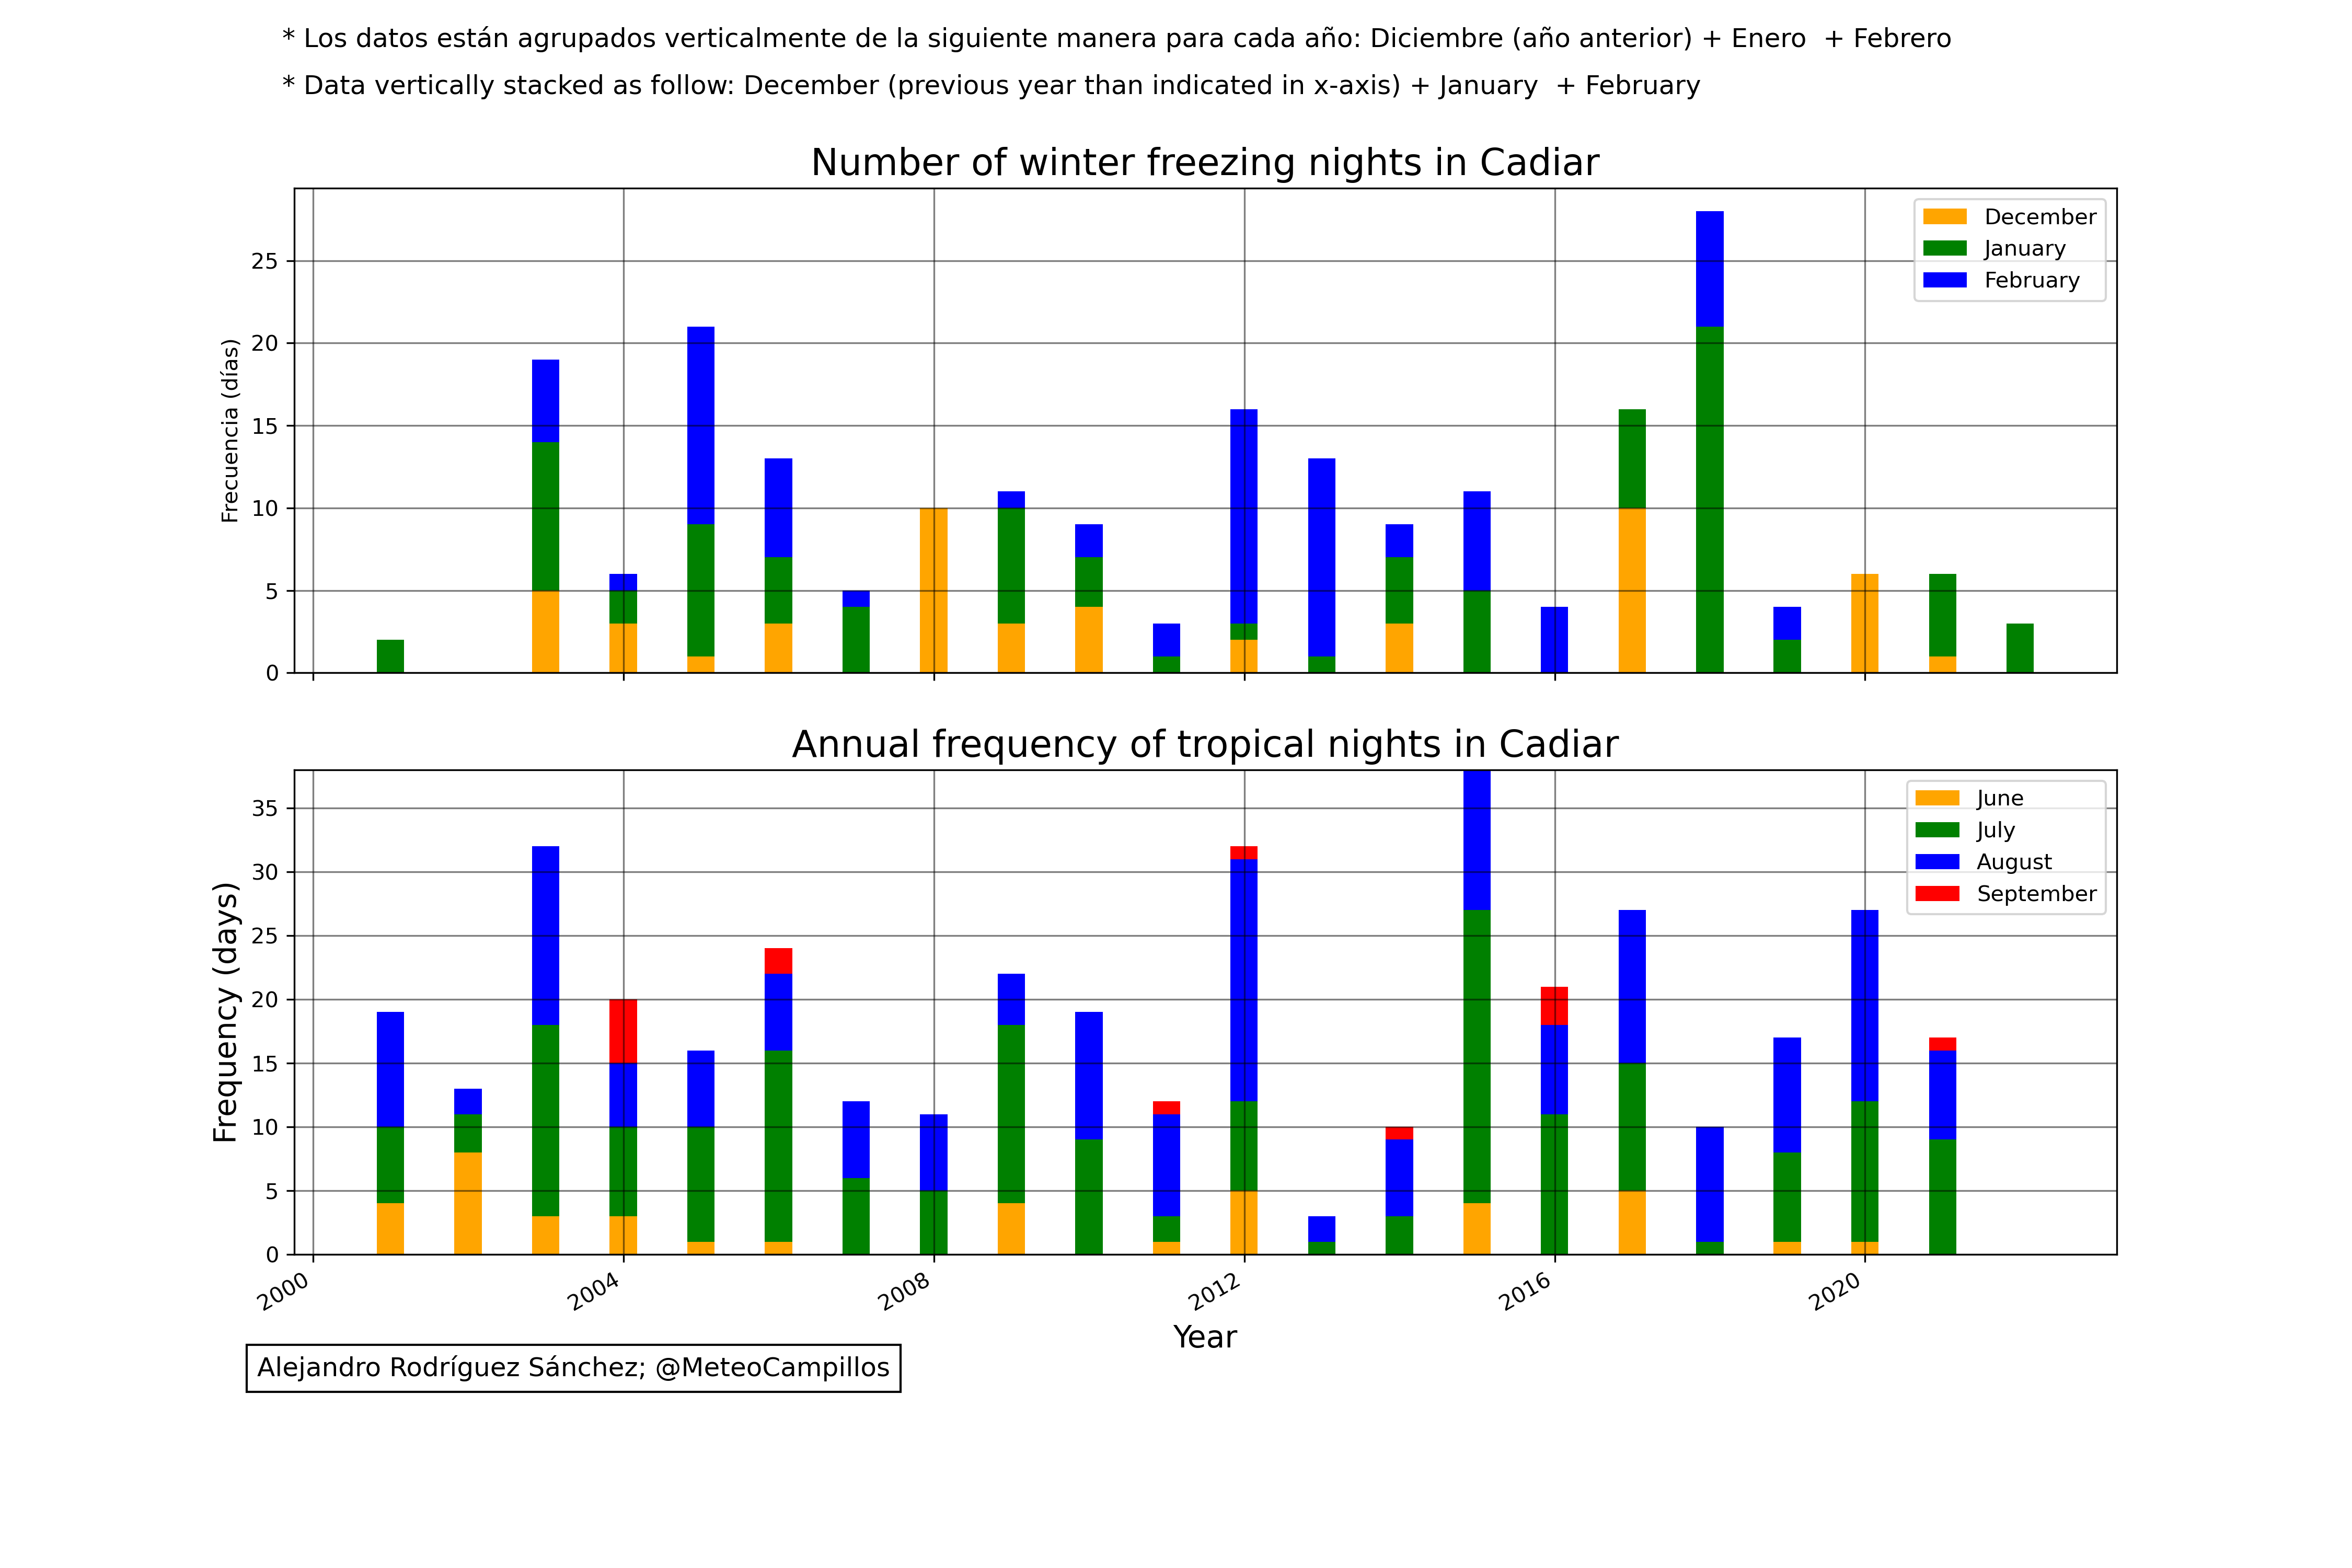 * Los datos están agrupados verticalmente de la siguiente manera para cada año: Diciembre (año anterior) + Enero  + Febrero
* Data vertically stacked as follow: December (previous year than indicated in x-axis) + January  + February
Number of winter freezing nights in Cadiar
Frecuencia (días)
25
20
15
10
5
0
December
January
February
Annual frequency of tropical nights in Cadiar
Frequency (days)
35
30
25
20
15
10
5
0
June
July
August
September
2000
2004
2008
2012
2016
2020
Year
Alejandro Rodríguez Sánchez; @MeteoCampillos